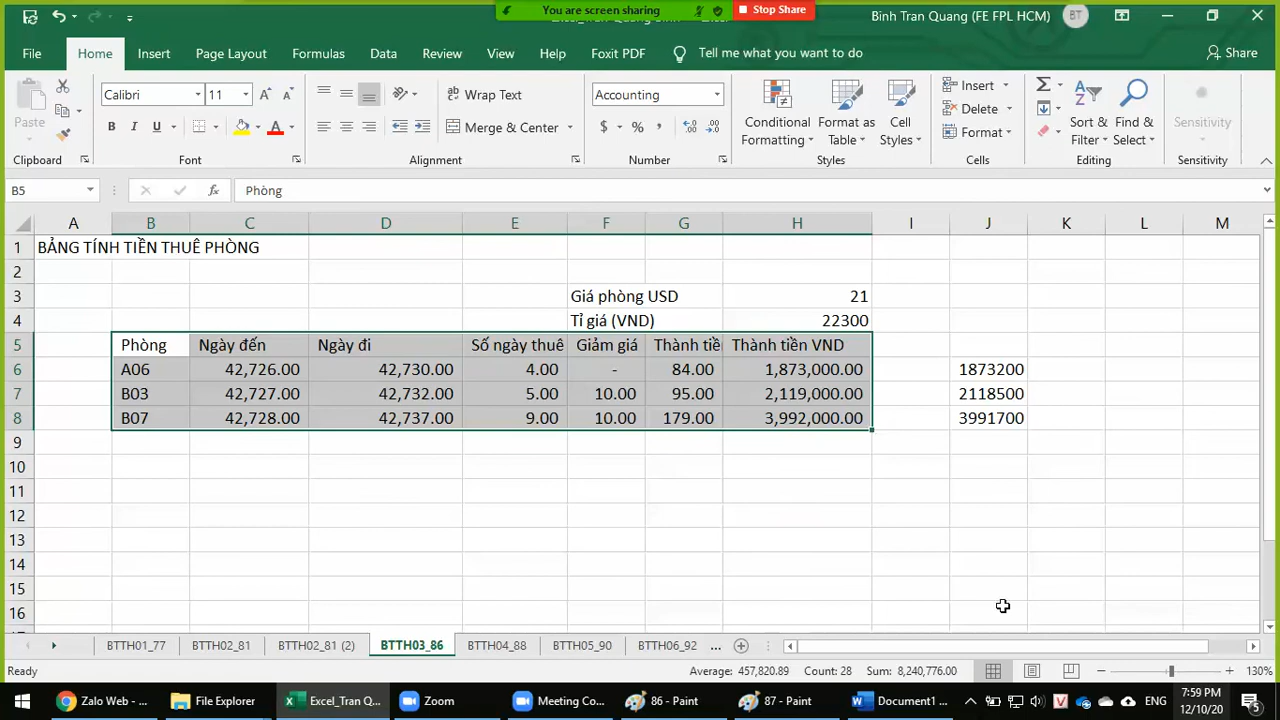 You are screen sharing
Stop Share
Binh Tran Quang (FE FPL HCM) BT
File Home Insert Page Layout Formulas Data Review View Help Foxit PDF Tell me what you want to do Share
Calibri 11 Wrap Text Accounting Insert
Paste B I U A Merge & Center $ % , Conditional Formatting Format as Table Cell Styles Delete Format Sort & Filter Find & Select Sensitivity
Clipboard Font Alignment Number Styles Cells Editing Sensitivity
B5 fx Phòng
A B C D E F G H I J K L M
1 BẢNG TÍNH TIỀN THUÊ PHÒNG
2
3 Giá phòng USD 21
4 Tỉ giá (VND) 22300
5 Phòng Ngày đến Ngày đi Số ngày thuê Giảm giá Thành tiề Thành tiền VND
6 A06 42,726.00 42,730.00 4.00 - 84.00 1,873,000.00 1873200
7 B03 42,727.00 42,732.00 5.00 10.00 95.00 2,119,000.00 2118500
8 B07 42,728.00 42,737.00 9.00 10.00 179.00 3,992,000.00 3991700
9
10
11
12
13
14
15
16
BTTH01_77 BTTH02_81 BTTH02_81 (2) BTTH03_86 BTTH04_88 BTTH05_90 BTTH06_92 ...
Ready Average: 457,820.89 Count: 28 Sum: 8,240,776.00 130%
Zalo Web - ... File Explorer Excel_Tran Q... Zoom Meeting Co... 86 - Paint 87 - Paint Document1 ... ENG 7:59 PM
12/10/20 5